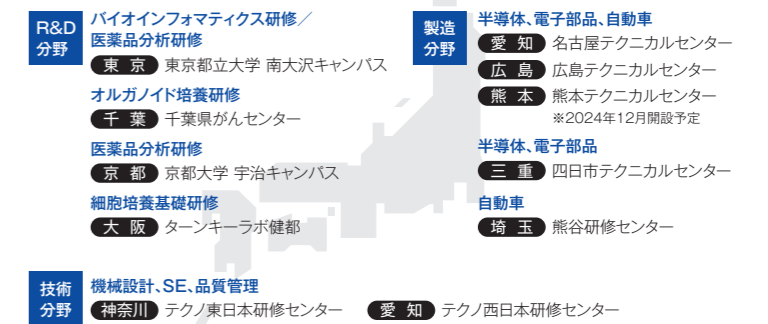 R&D
分野
バイオインフォマティクス研修／
医薬品分析研修
東 京 東京都立大学 南大沢キャンパス
オルガノイド培養研修
千 葉 千葉県がんセンター
医薬品分析研修
京 都 京都大学 宇治キャンパス
細胞培養基礎研修
大 阪 ターンキーラボ健都
製造
分野
半導体、電子部品、自動車
愛 知 名古屋テクニカルセンター
広 島 広島テクニカルセンター
熊 本 熊本テクニカルセンター
※2024年12月開設予定
半導体、電子部品
三 重 四日市テクニカルセンター
自動車
埼 玉 熊谷研修センター
技術
分野
機械設計、SE、品質管理
神奈川 テクノ東日本研修センター 愛 知 テクノ西日本研修センター